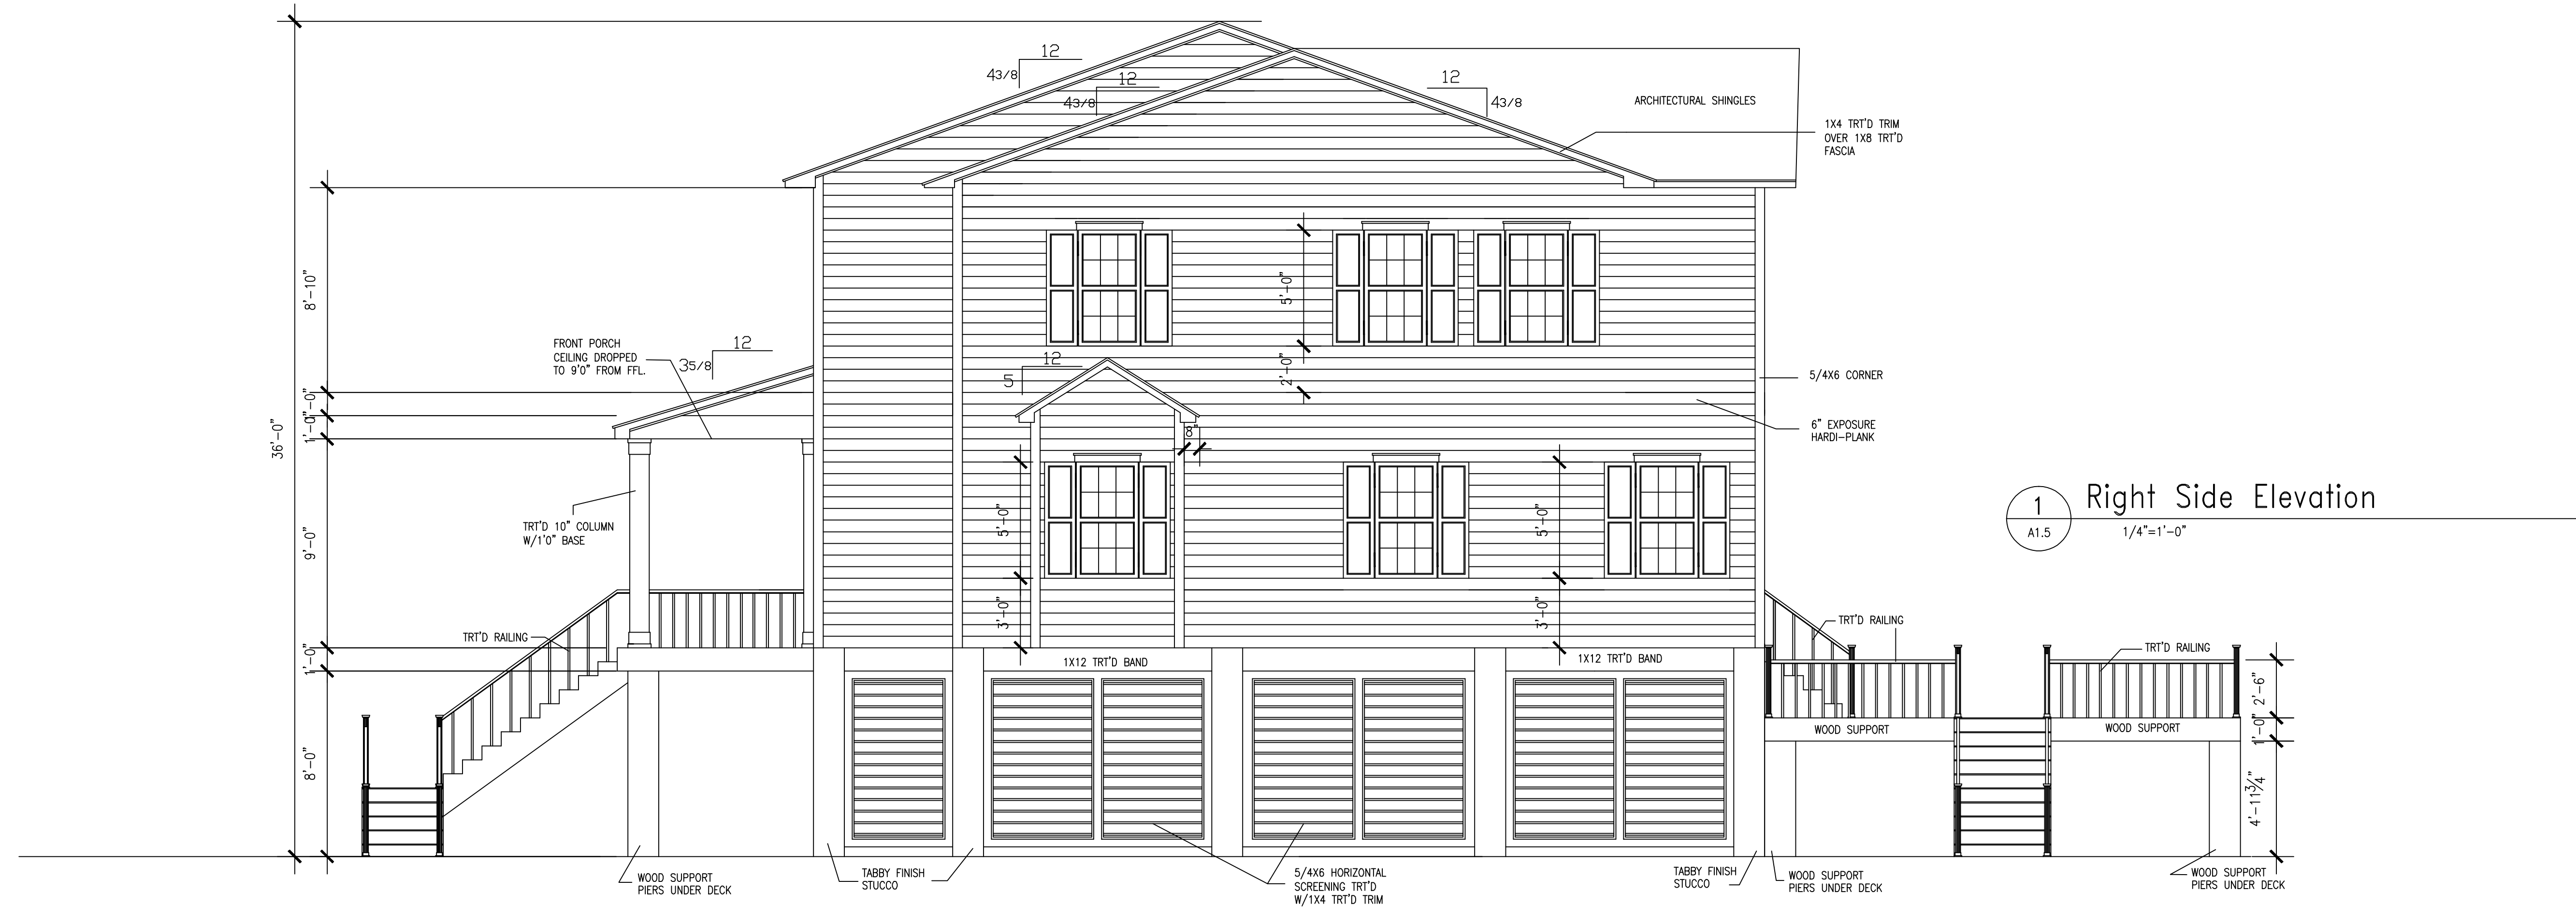 12
43/8
12
43/8
12
43/8
ARCHITECTURAL SHINGLES
1X4 TRT'D TRIM
OVER 1X8 TRT'D
FASCIA
8'-10"
5'-0"
2'-0"
FRONT PORCH
CEILING DROPPED
TO 9'0" FROM FFL.
12
35/8
12
5
5/4X6 CORNER
6" EXPOSURE
HARDI-PLANK
1'-0"
1'-0"
36'-0"
8"
TRT'D 10" COLUMN
W/1'0" BASE
9'-0"
5'-0"
5'-0"
3'-0"
3'-0"
1
A1.5
Right Side Elevation
1/4"=1'-0"
TRT'D RAILING
TRT'D RAILING
TRT'D RAILING
1'-0"
1X12 TRT'D BAND
1X12 TRT'D BAND
2'-6"
WOOD SUPPORT
WOOD SUPPORT
1'-0"
8'-0"
4'-113/4"
WOOD SUPPORT
PIERS UNDER DECK
TABBY FINISH
STUCCO
5/4X6 HORIZONTAL
SCREENING TRT'D
W/1X4 TRT'D TRIM
TABBY FINISH
STUCCO
WOOD SUPPORT
PIERS UNDER DECK
WOOD SUPPORT
PIERS UNDER DECK